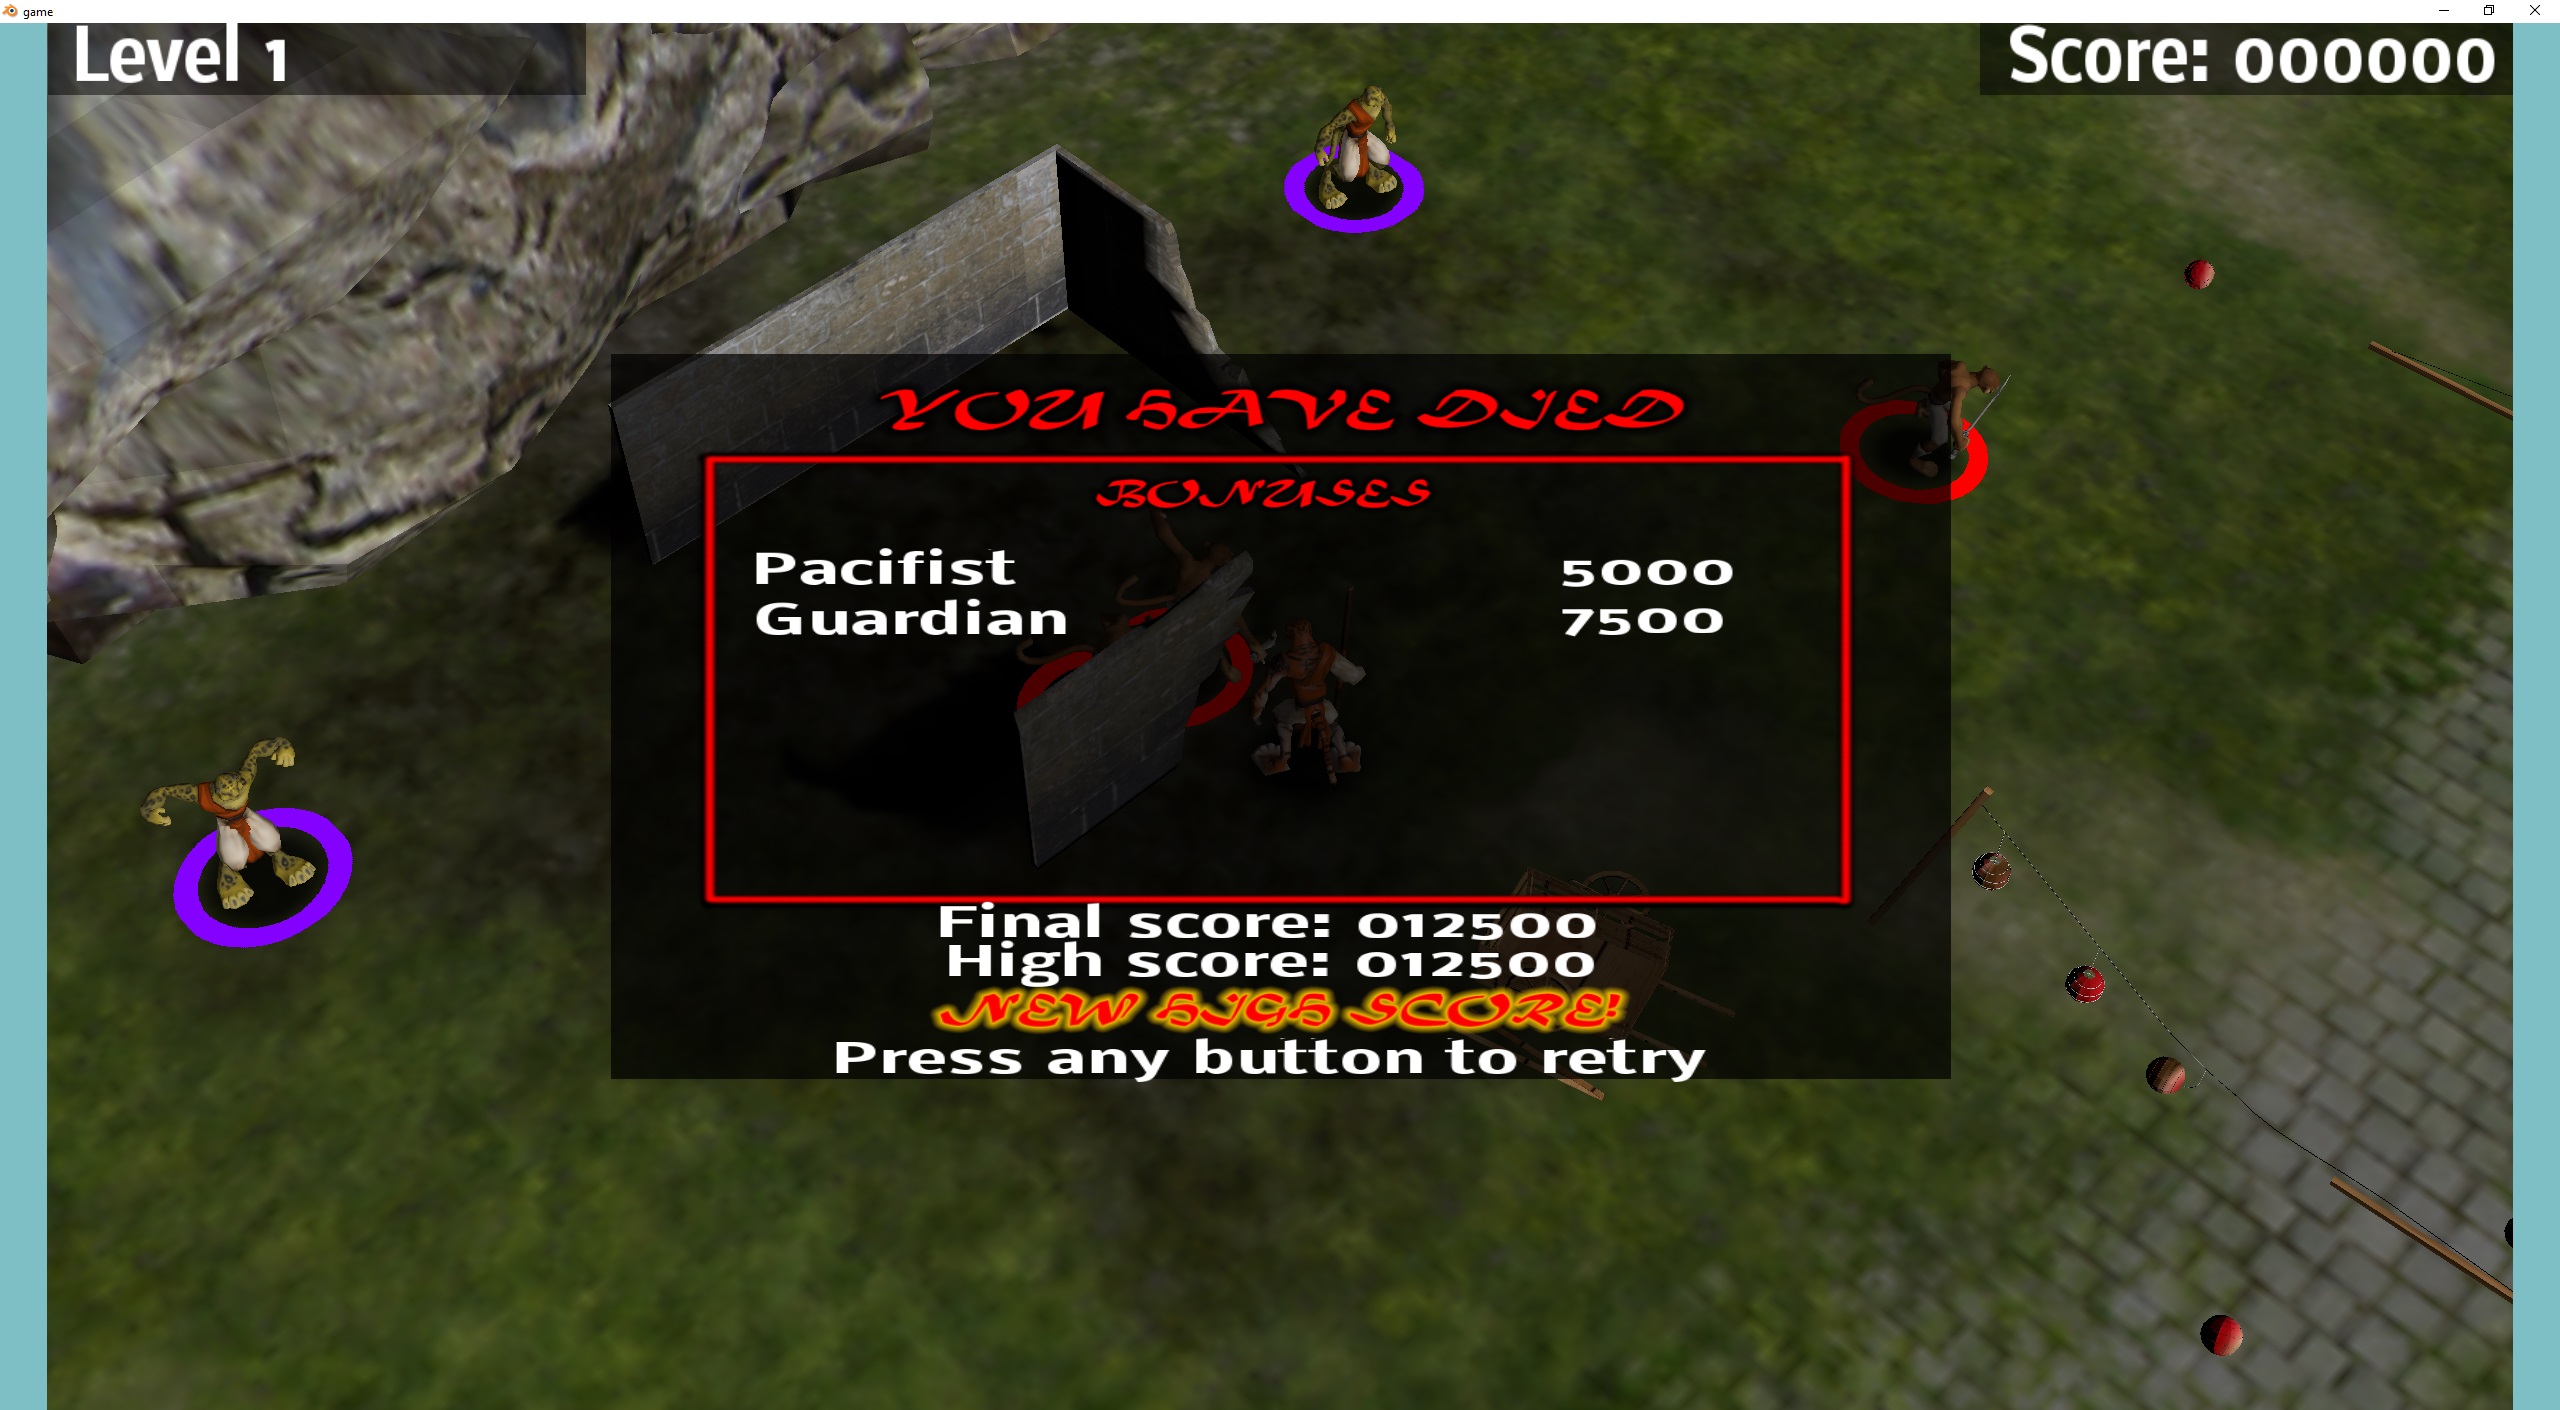 game
Level 1
Score: 000000
YOU HAVE DIED
BONUSES
Pacifist 5000
Guardian 7500
Final score: 012500
High score: 012500
NEW HIGH SCORE!
Press any button to retry